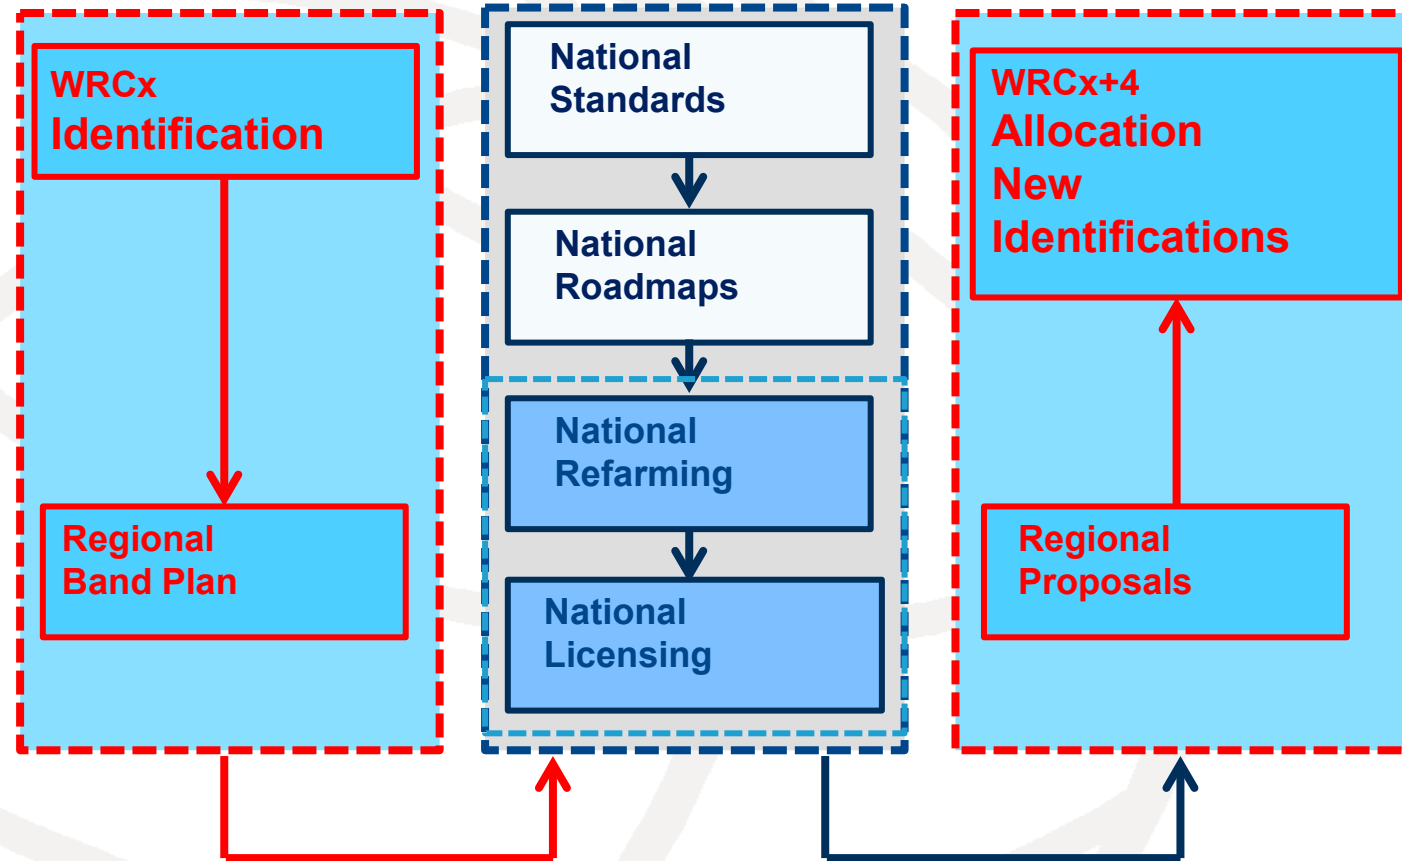 WRCx
Identification
Regional
Band Plan
National
Standards
National
Roadmaps
National
Refarming
National
Licensing
WRCx+4
Allocation
New
Identifications
Regional
Proposals